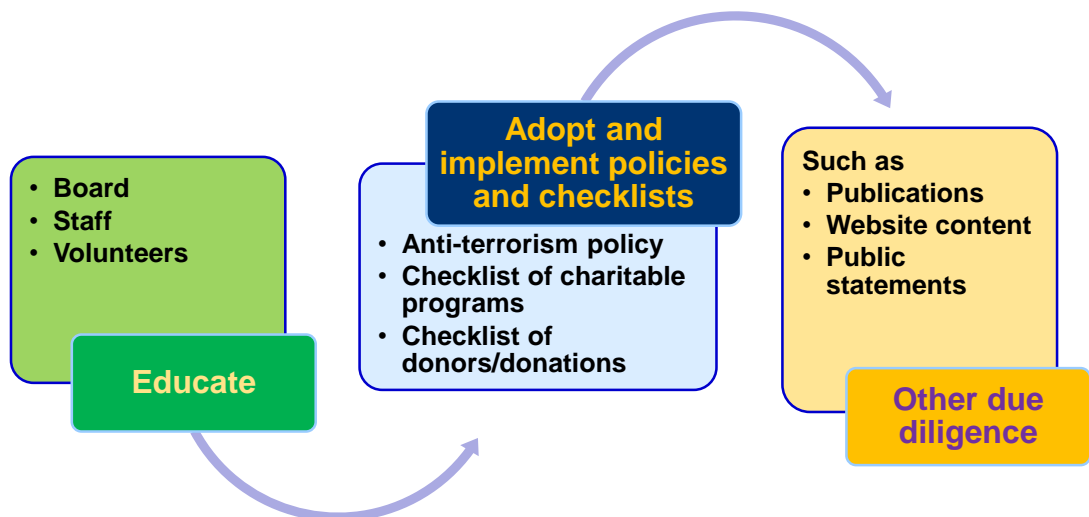 • Board
• Staff
• Volunteers
Educate
Adopt and
implement policies
and checklists
• Anti-terrorism policy
• Checklist of charitable
programs
• Checklist of
donors/donations
Such as
• Publications
• Website content
• Public
statements
Other due
diligence